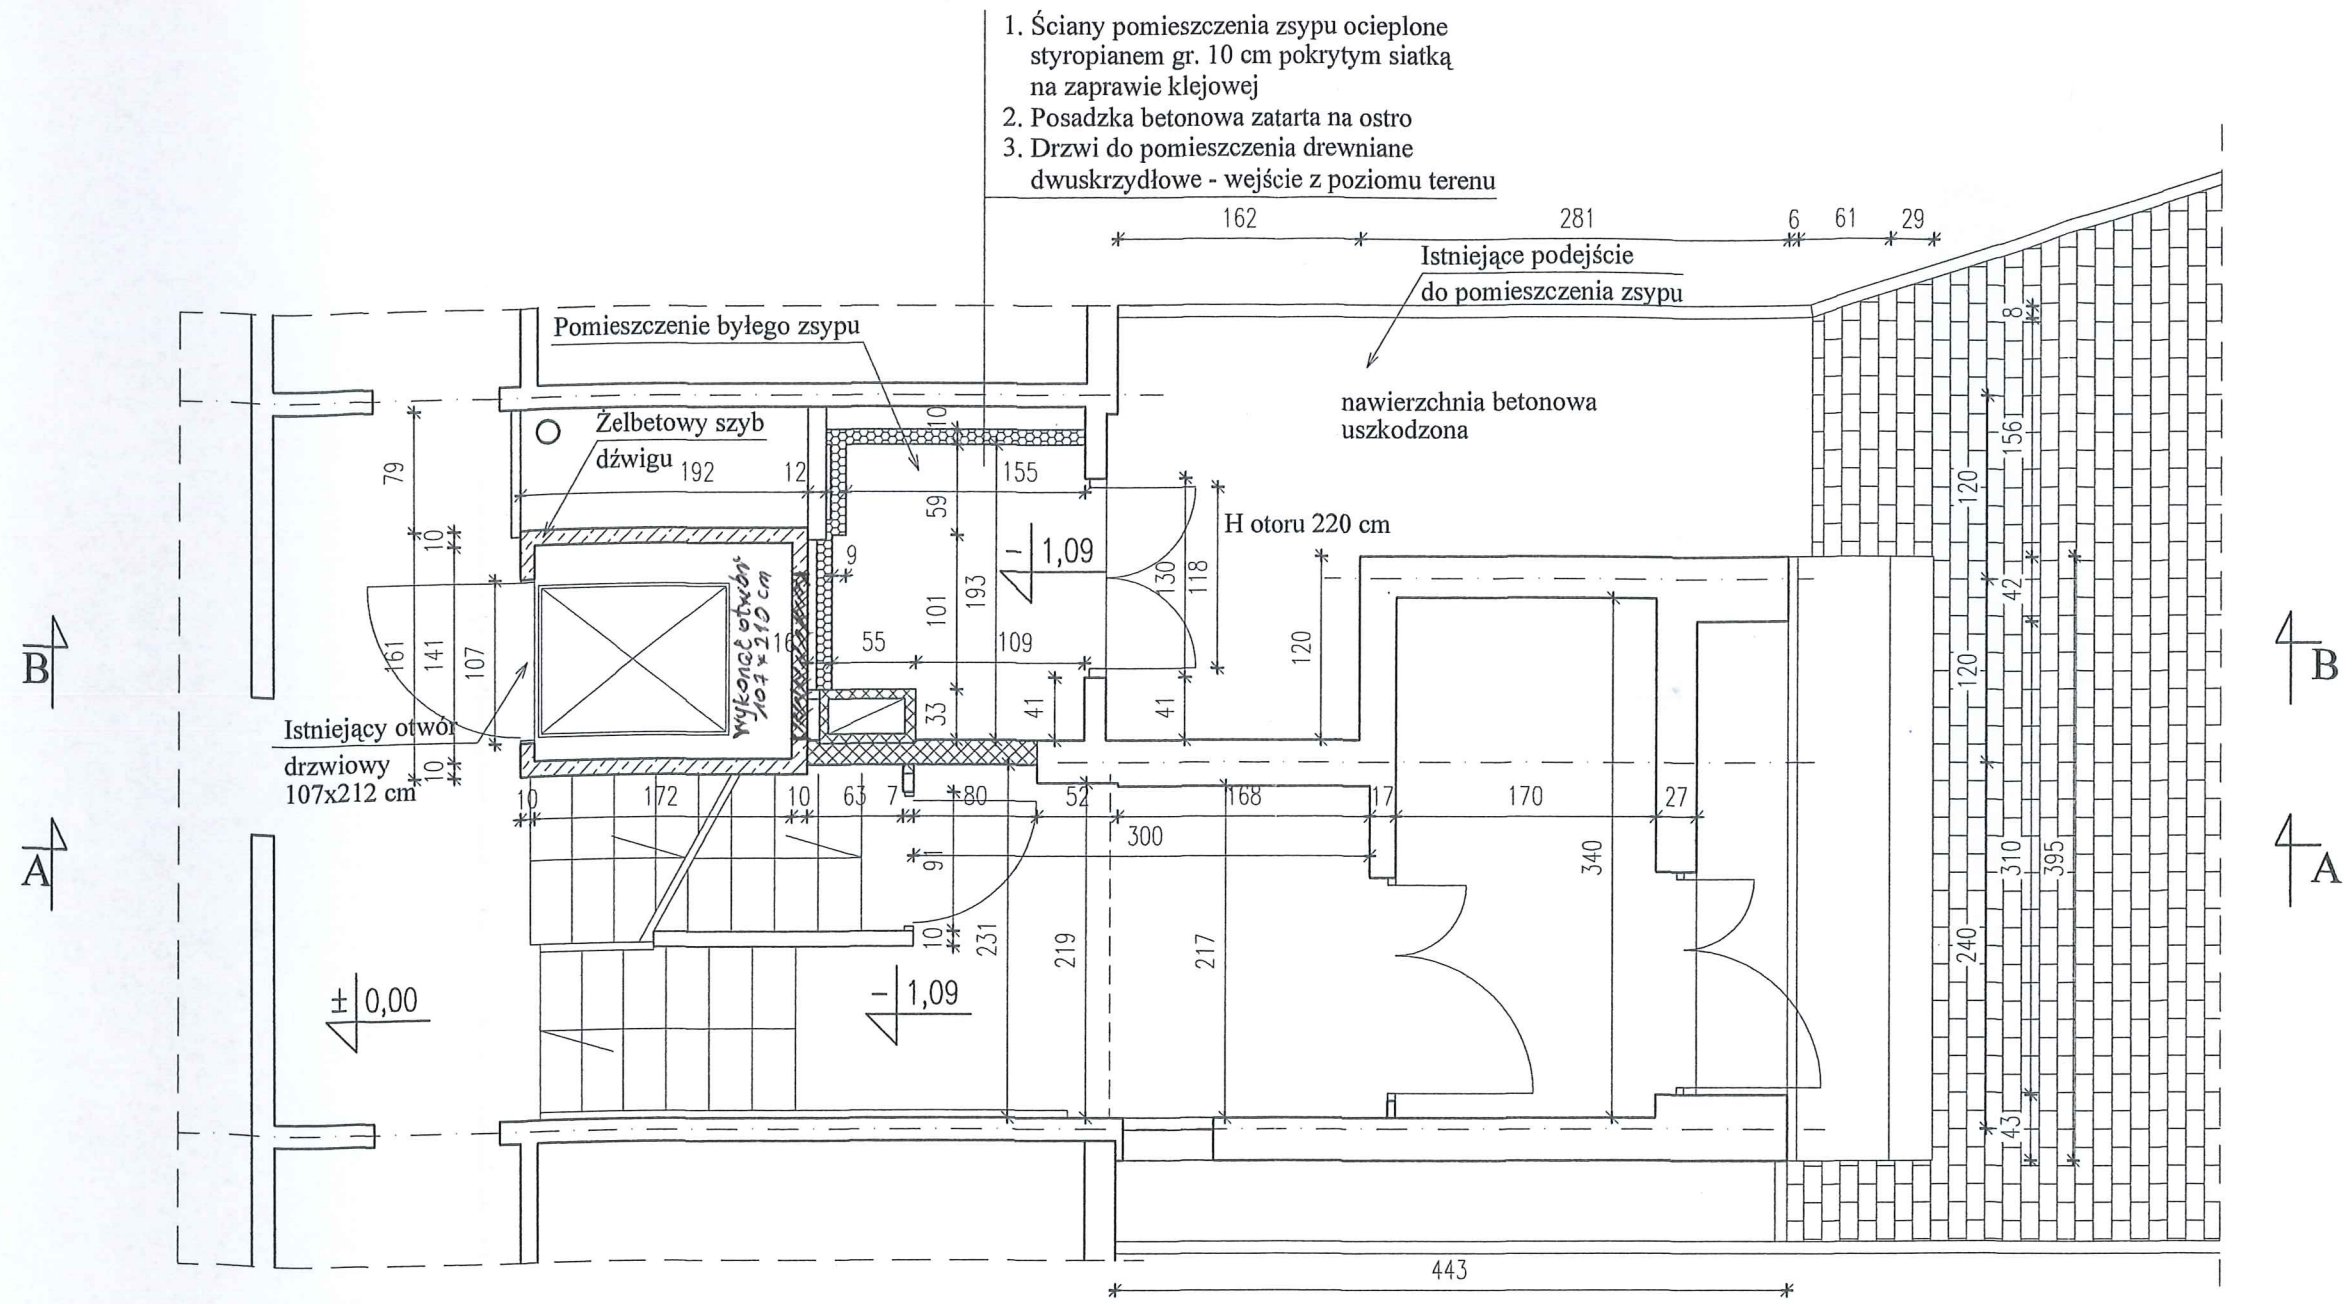 1. Ściany pomieszczenia zsypu ocieplone
styropianem gr. 10 cm pokrytym siatką
na zaprawie klejowej
2. Posadzka betonowa zatarta na ostro
3. Drzwi do pomieszczenia drewniane
dwuskrzydłowe - wejście z poziomu terenu
162 281 6 61 29
Istniejące podejście
do pomieszczenia zsypu
8
Pomieszczenie byłego zsypu
nawierzchnia betonowa
uszkodzona
10
Żelbetowy szyb
dźwigu
79
192 12 155
59
156
120
H otoru 220 cm
10
- 1,09
9
193
130
118
42
wykonać otwór
107 x 210 cm
101
16 55 109
120
161
141
107
B
B
120
33
41
41
Istniejący otwór
drzwiowy
107x212 cm
10
10 172 10 63 7 80 52 168 17 170 27
300
91
340
310
395
A
A
10
231
219
217
240
± 0,00
- 1,09
43
443